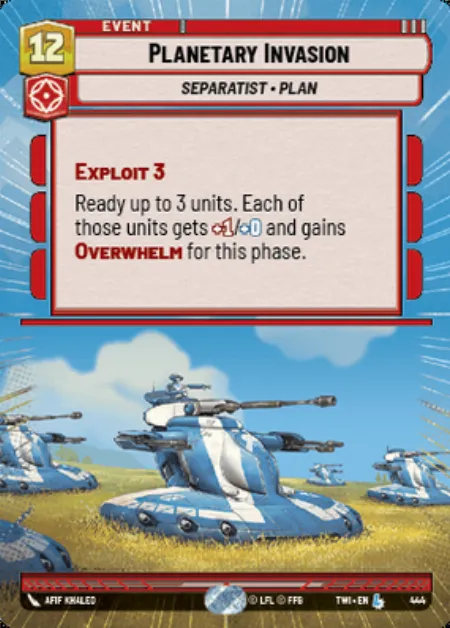 EVENT
12
PLANETARY INVASION
SEPARATIST • PLAN
EXPLOIT 3
Ready up to 3 units. Each of
those units gets +1/+0 and gains
OVERWHELM for this phase.
AFIF KHALED
© LFL © FFG
TWI • EN
444